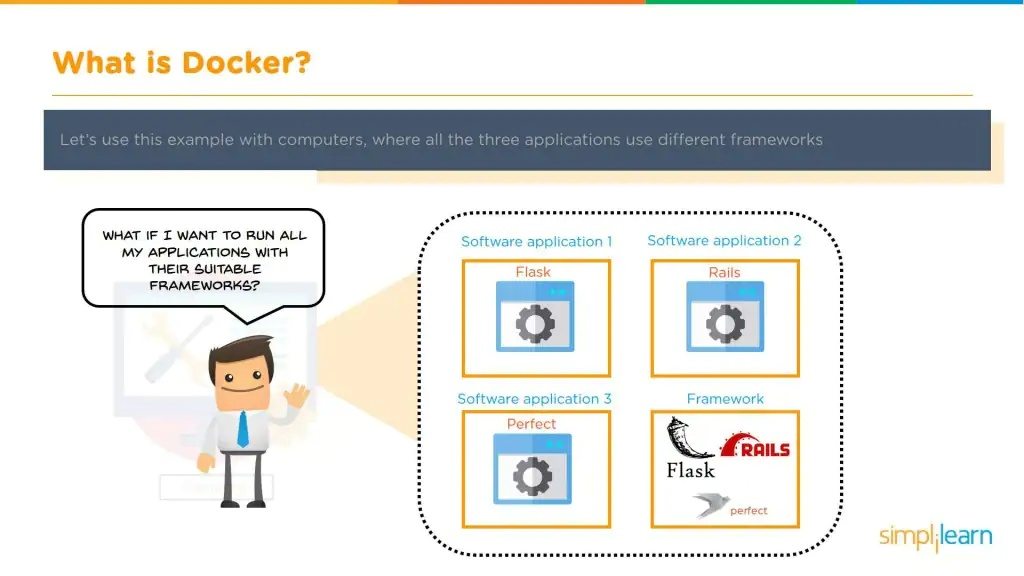 What is Docker?
Let's use this example with computers, where all the three applications use different frameworks
WHAT IF I WANT TO RUN ALL
MY APPLICATIONS WITH
THEIR SUITABLE
FRAMEWORKS?
Software application 1
Flask
Software application 2
Rails
Software application 3
Perfect
Framework
Flask
RAILS
perfect
simplilearn